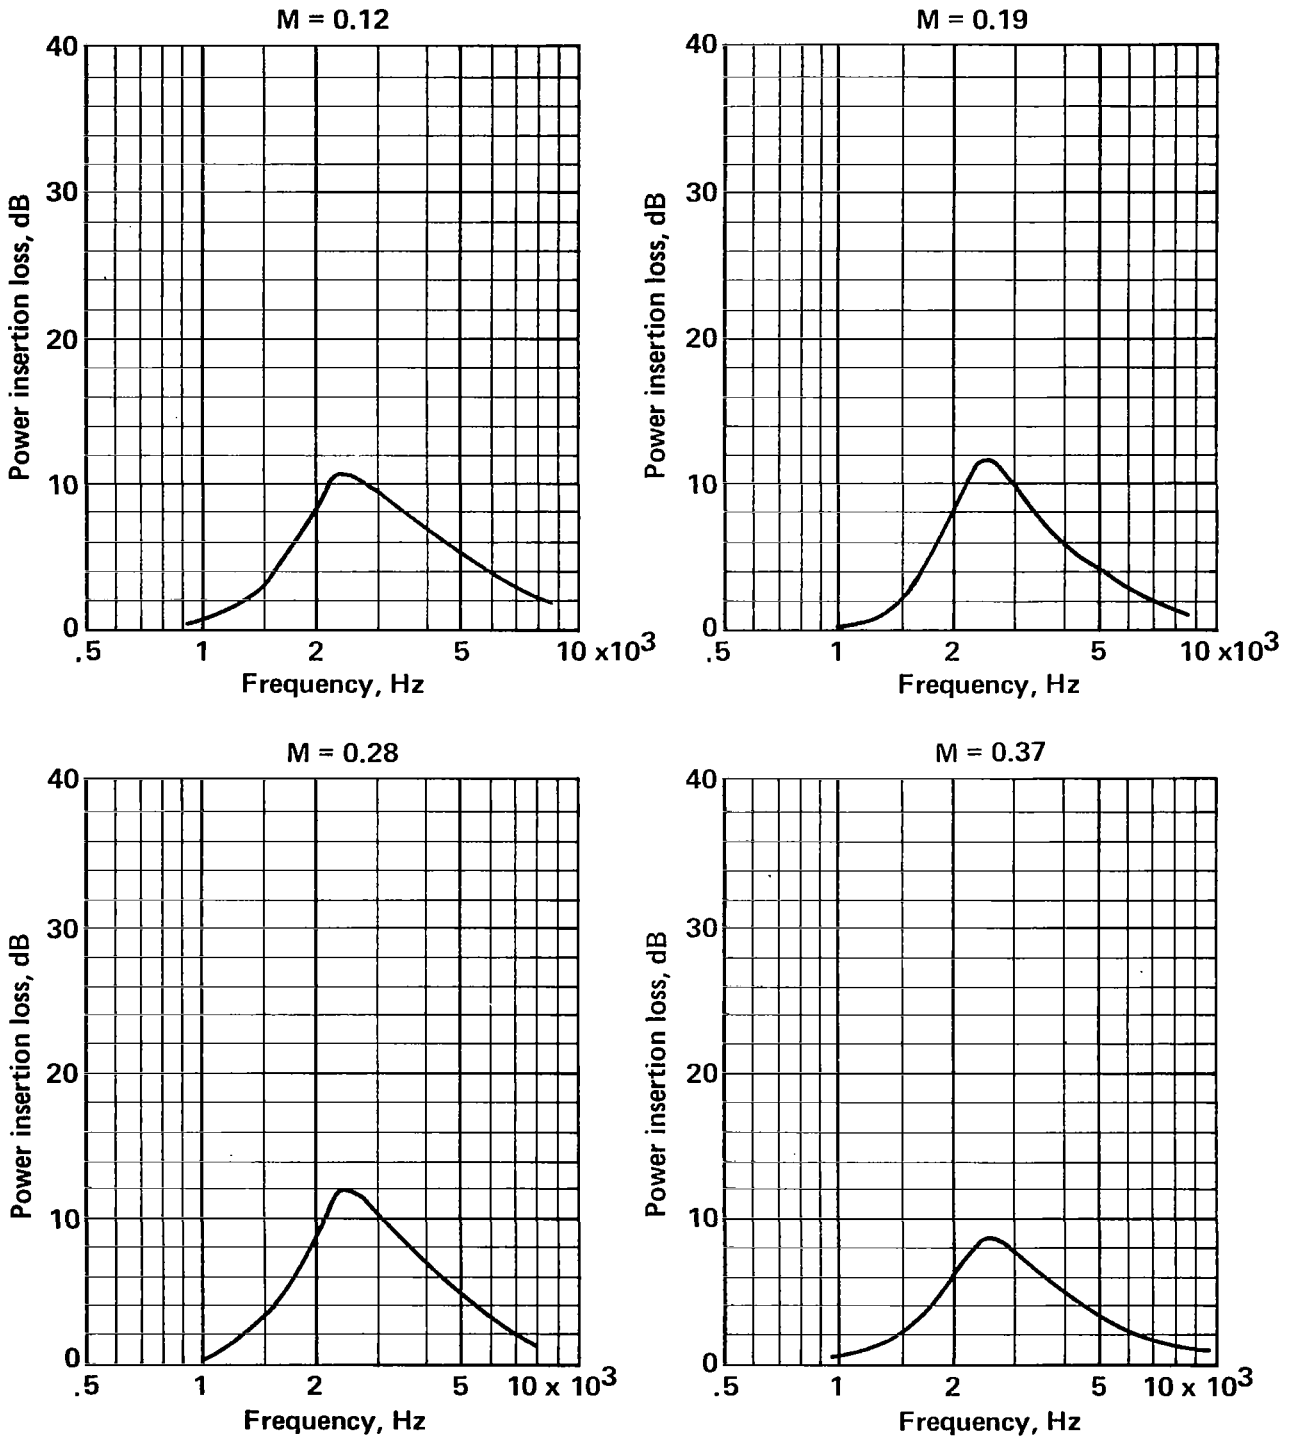 M = 0.12
40
30
20
10
0
Power insertion loss, dB
.5 1 2 5 10 x10³
Frequency, Hz
M = 0.19
40
30
20
10
0
Power insertion loss, dB
.5 1 2 5 10 x10³
Frequency, Hz
M = 0.28
40
30
20
10
0
Power insertion loss, dB
.5 1 2 5 10 x 10³
Frequency, Hz
M = 0.37
40
30
20
10
0
Power insertion loss, dB
.5 1 2 5 10 x 10³
Frequency, Hz